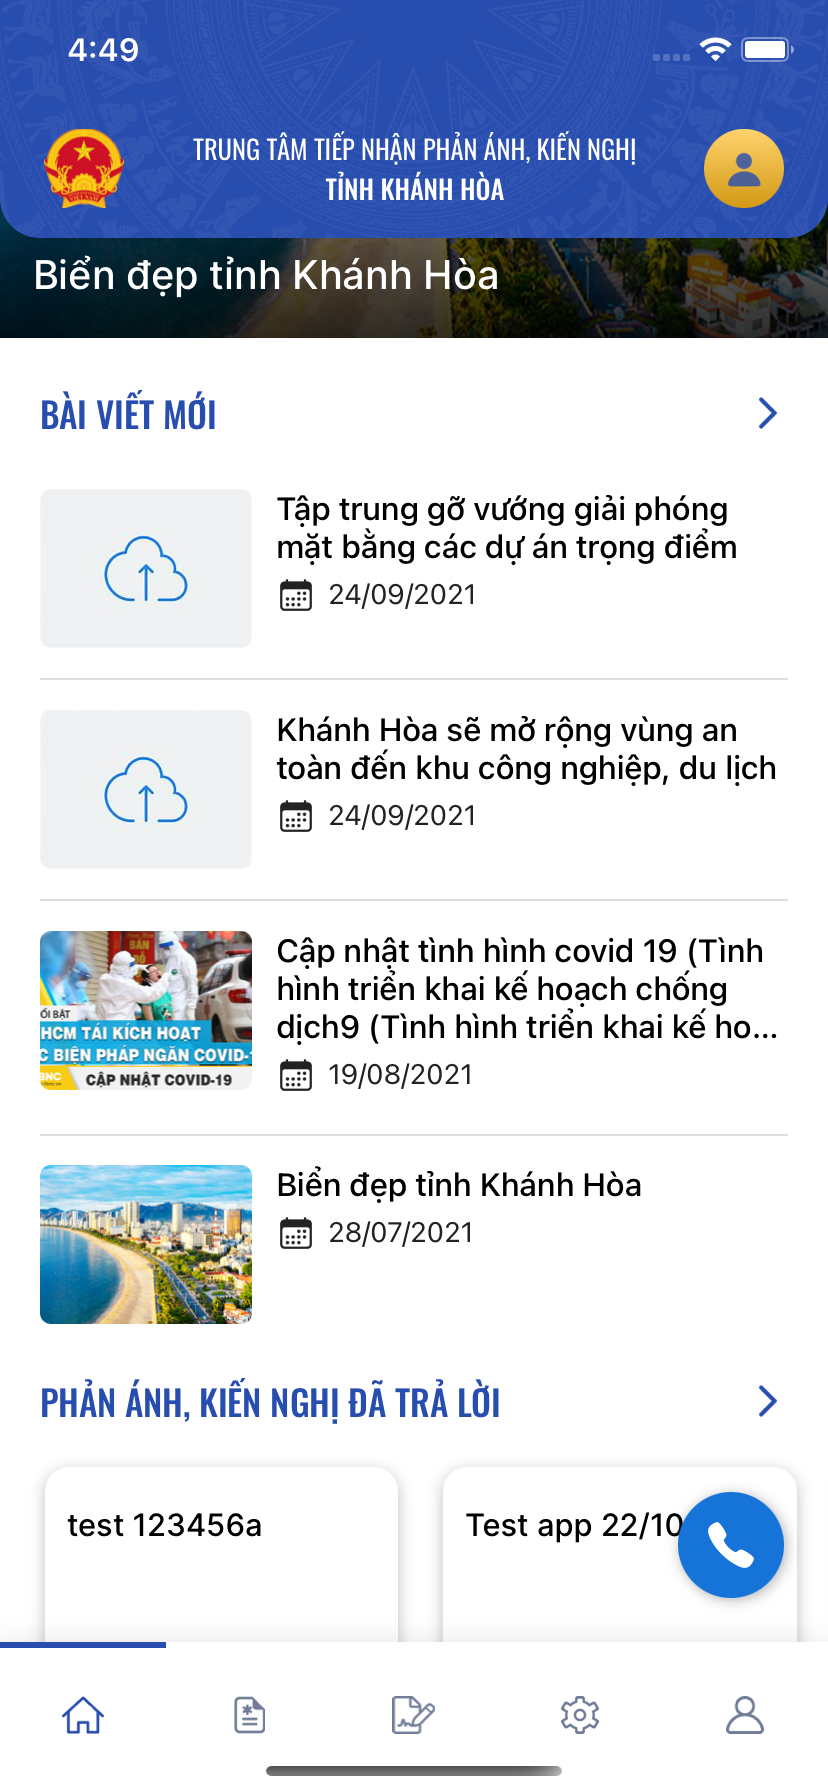 4:49
TRUNG TÂM TIẾP NHẬN PHẢN ÁNH, KIẾN NGHỊ
TỈNH KHÁNH HÒA
VIETNAM
Biển đẹp tỉnh Khánh Hòa
BÀI VIẾT MỚI
Tập trung gỡ vướng giải phóng
mặt bằng các dự án trọng điểm
24/09/2021
Khánh Hòa sẽ mở rộng vùng an
toàn đến khu công nghiệp, du lịch
24/09/2021
BÁN
ỔI BẬT
HCM TÁI KÍCH HOẠT
C BIỆN PHÁP NGĂN COVID-1
BNC
CẬP NHẬT COVID-19
Cập nhật tình hình covid 19 (Tình
hình triển khai kế hoạch chống
dịch9 (Tình hình triển khai kế ho...
19/08/2021
Biển đẹp tỉnh Khánh Hòa
28/07/2021
PHẢN ÁNH, KIẾN NGHỊ ĐÃ TRẢ LỜI
test 123456a
Test app 22/10